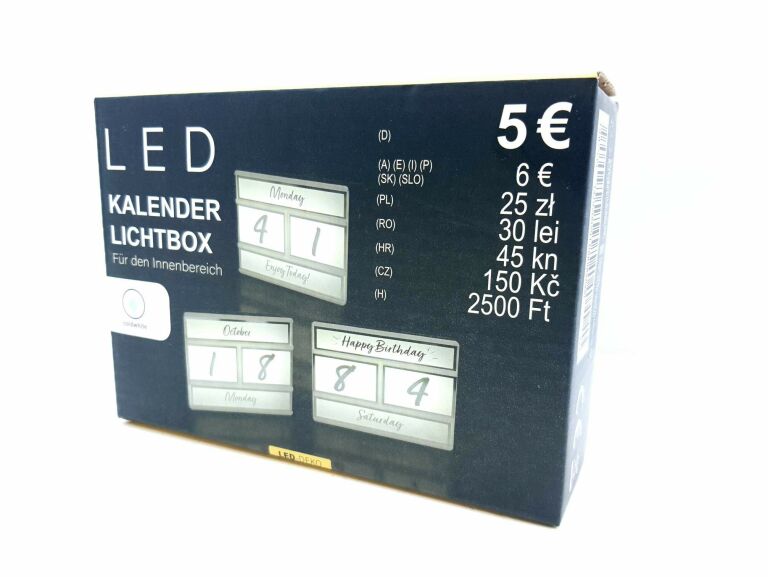 LED
KALENDER
LICHTBOX
Für den Innenbereich
coldwhite
(D) 5 €
(A) (E) (I) (P)
(SK) (SLO) 6 €
(PL) 25 zł
(RO) 30 lei
(HR) 45 kn
(CZ) 150 Kč
(H) 2500 Ft
Monday
4 1
Enjoy Today!
October
1 8
Monday
Happy Birthday
8 4
Saturday
LED DEKO